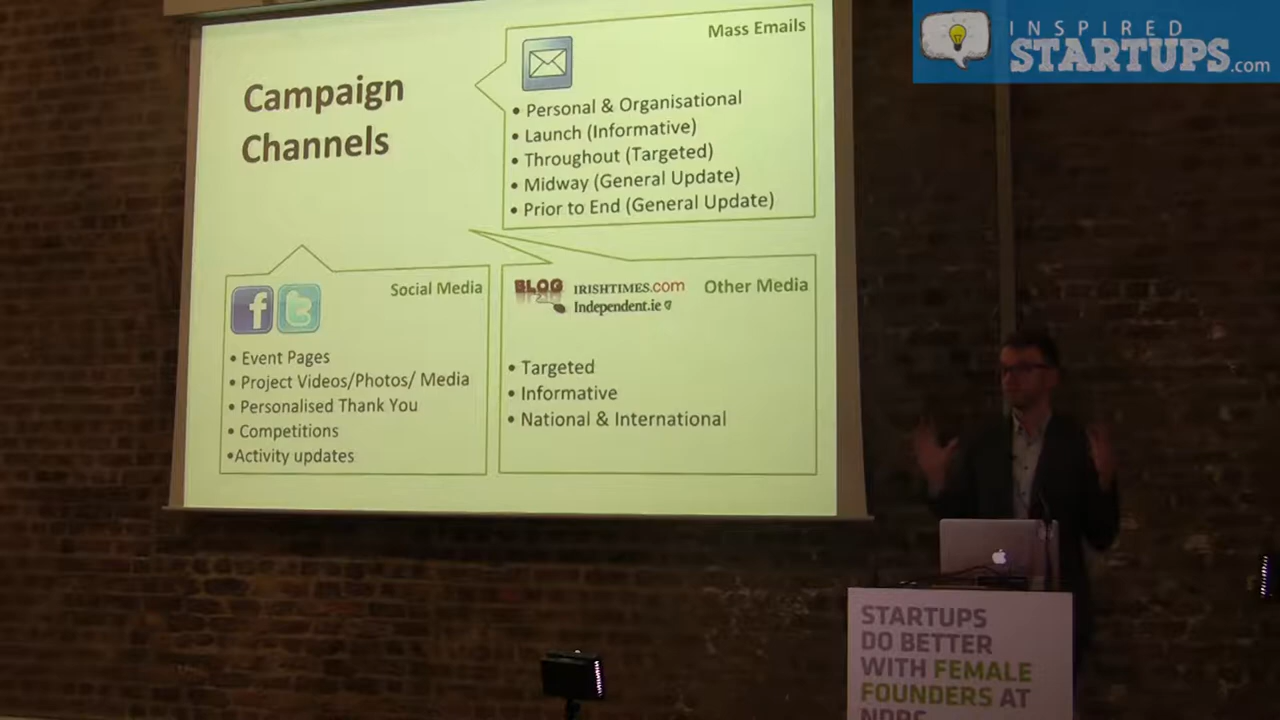 INSPIRED
STARTUPS.com
Campaign
Channels
Mass Emails
• Personal & Organisational
• Launch (Informative)
• Throughout (Targeted)
• Midway (General Update)
• Prior to End (General Update)
Social Media
• Event Pages
• Project Videos/Photos/ Media
• Personalised Thank You
• Competitions
•Activity updates
BLOG
IRISHTIMES.com
Independent.ie
Other Media
• Targeted
• Informative
• National & International
STARTUPS
DO BETTER
WITH FEMALE
FOUNDERS AT
NDRC